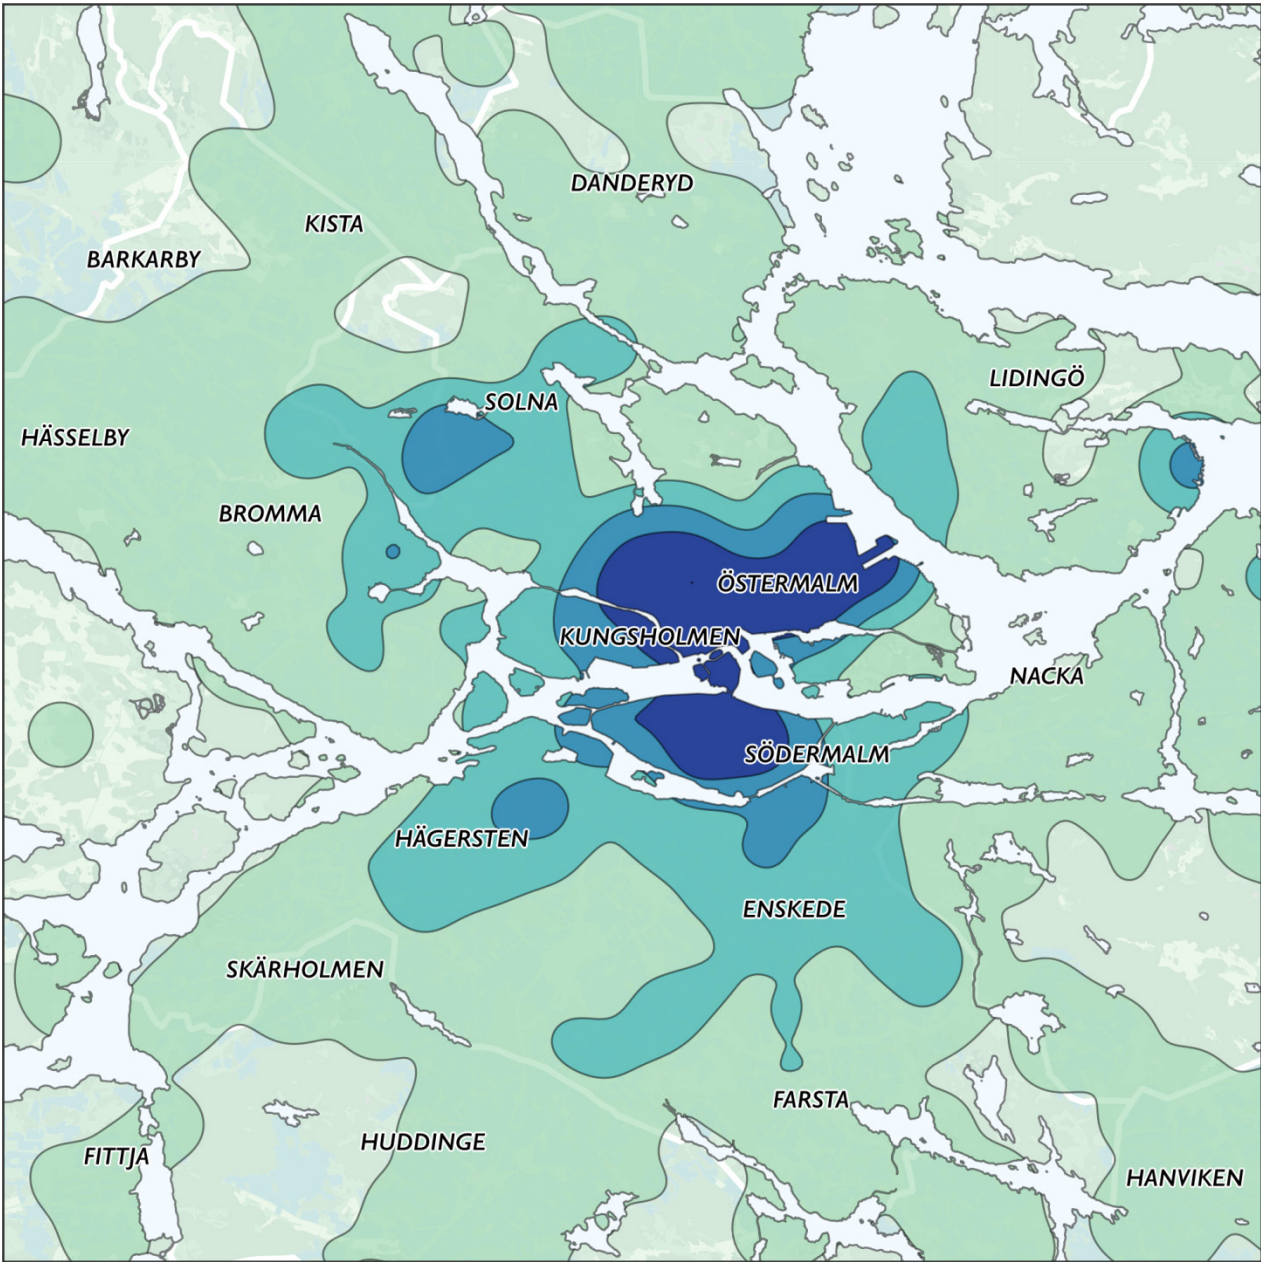 DANDERYD
KISTA
BARKARBY
LIDINGÖ
SOLNA
HÄSSELBY
BROMMA
ÖSTERMALM
KUNGSHOLMEN
NACKA
SÖDERMALM
HÄGERSTEN
ENSKEDE
SKÄRHOLMEN
FARSTA
HUDDINGE
FITTJA
HANVIKEN